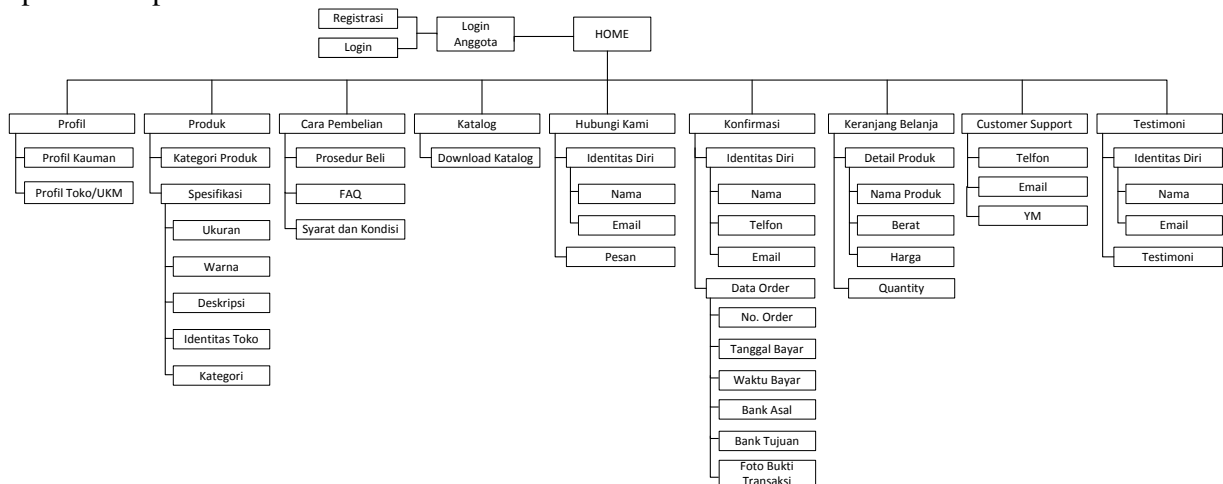 Registrasi
Login
Login
Anggota
HOME
Profil
Profil Kauman
Profil Toko/UKM
Produk
Kategori Produk
Spesifikasi
Ukuran
Warna
Deskripsi
Identitas Toko
Kategori
Cara Pembelian
Prosedur Beli
FAQ
Syarat dan Kondisi
Katalog
Download Katalog
Hubungi Kami
Identitas Diri
Nama
Email
Pesan
Konfirmasi
Identitas Diri
Nama
Telfon
Email
Data Order
No. Order
Tanggal Bayar
Waktu Bayar
Bank Asal
Bank Tujuan
Foto Bukti
Transaksi
Keranjang Belanja
Detail Produk
Nama Produk
Berat
Harga
Quantity
Customer Support
Telfon
Email
YM
Testimoni
Identitas Diri
Nama
Email
Testimoni